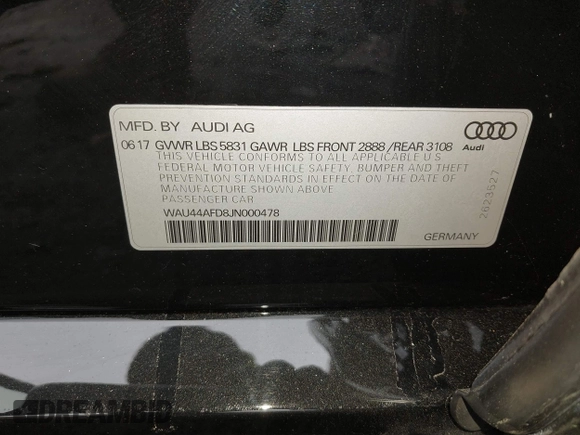 MFD. BY AUDI AG
06 17 GVWR LBS 5831 GAWR LBS FRONT 2888 / REAR 3108
THIS VEHICLE CONFORMS TO ALL APPLICABLE U.S.
FEDERAL MOTOR VEHICLE SAFETY, BUMPER AND THEFT
PREVENTION STANDARDS IN EFFECT ON THE DATE OF
MANUFACTURE SHOWN ABOVE
PASSENGER CAR
WAU44AFD8JN000478
GERMANY
Audi
2623527
DREAMBID